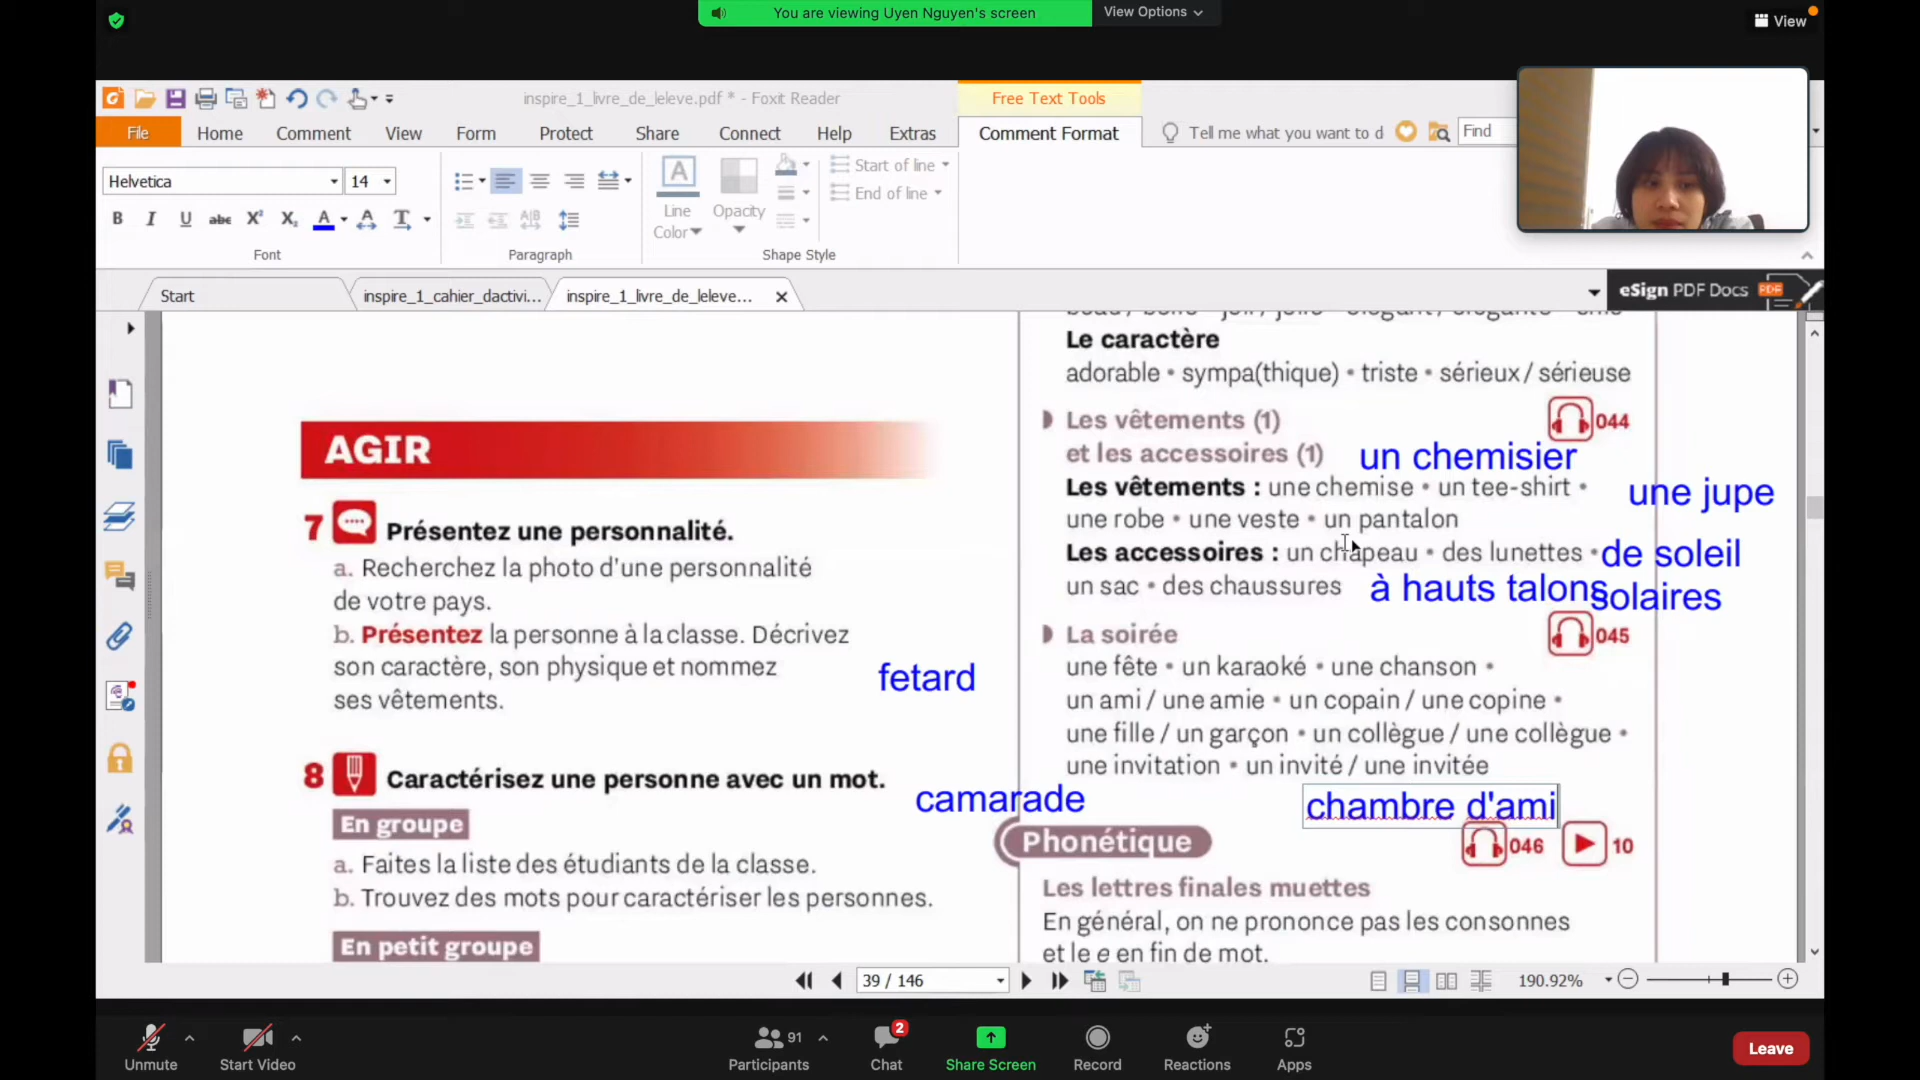 You are viewing Uyen Nguyen's screen
View Options
View
inspire_1_livre_de_leleve.pdf * - Foxit Reader
Free Text Tools
File
Home
Comment
View
Form
Protect
Share
Connect
Help
Extras
Comment Format
Tell me what you want to d
Find
Helvetica
14
Line
Color
Opacity
Start of line
End of line
Font
Paragraph
Shape Style
Start
inspire_1_cahier_dactivi...
inspire_1_livre_de_leleve...
eSign PDF Docs
PDF
AGIR
7 Présentez une personnalité.
a. Recherchez la photo d'une personnalité
de votre pays.
b. Présentez la personne à la classe. Décrivez
son caractère, son physique et nommez
ses vêtements.
fetard
8 Caractérisez une personne avec un mot.
camarade
En groupe
a. Faites la liste des étudiants de la classe.
b. Trouvez des mots pour caractériser les personnes.
En petit groupe
Le caractère
adorable • sympa(thique) • triste • sérieux / sérieuse
Les vêtements (1)
044
et les accessoires (1)
un chemisier
Les vêtements : une chemise • un tee-shirt •
une jupe
une robe • une veste • un pantalon
Les accessoires : un chapeau • des lunettes •
de soleil
un sac • des chaussures
à hauts talons
solaires
La soirée
045
une fête • un karaoké • une chanson •
un ami / une amie • un copain / une copine •
une fille / un garçon • un collègue / une collègue •
une invitation • un invité / une invitée
chambre d'ami
Phonétique
046
10
Les lettres finales muettes
En général, on ne prononce pas les consonnes
et le e en fin de mot.
39 / 146
190.92%
Unmute
Start Video
91
Participants
2
Chat
Share Screen
Record
Reactions
Apps
Leave